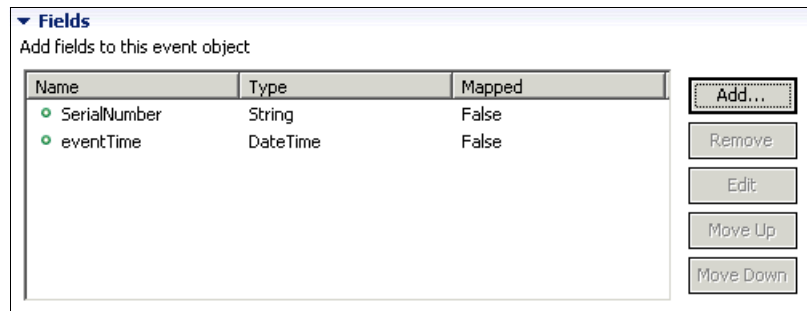 Fields
Add fields to this event object
Name Type Mapped
SerialNumber String False
eventTime DateTime False
Add...
Remove
Edit
Move Up
Move Down